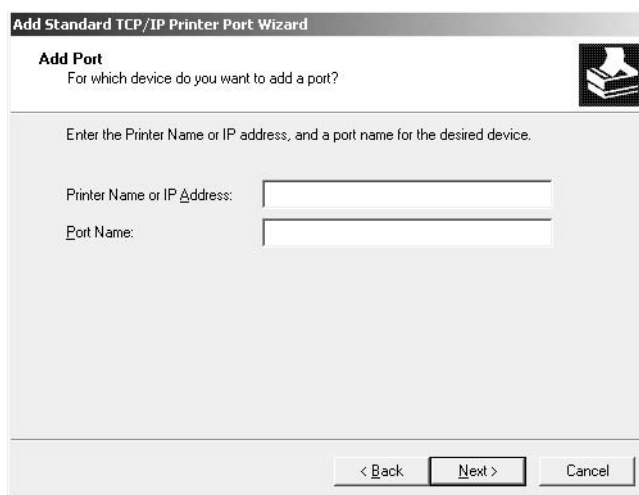 Add Standard TCP/IP Printer Port Wizard
Add Port
For which device do you want to add a port?
Enter the Printer Name or IP address, and a port name for the desired device.
Printer Name or IP Address:
Port Name:
< Back Next > Cancel